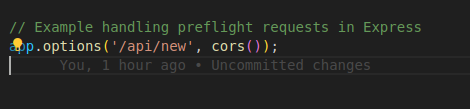 // Example handling preflight requests in Express
app.options('/api/new', cors());
You, 1 hour ago • Uncommitted changes